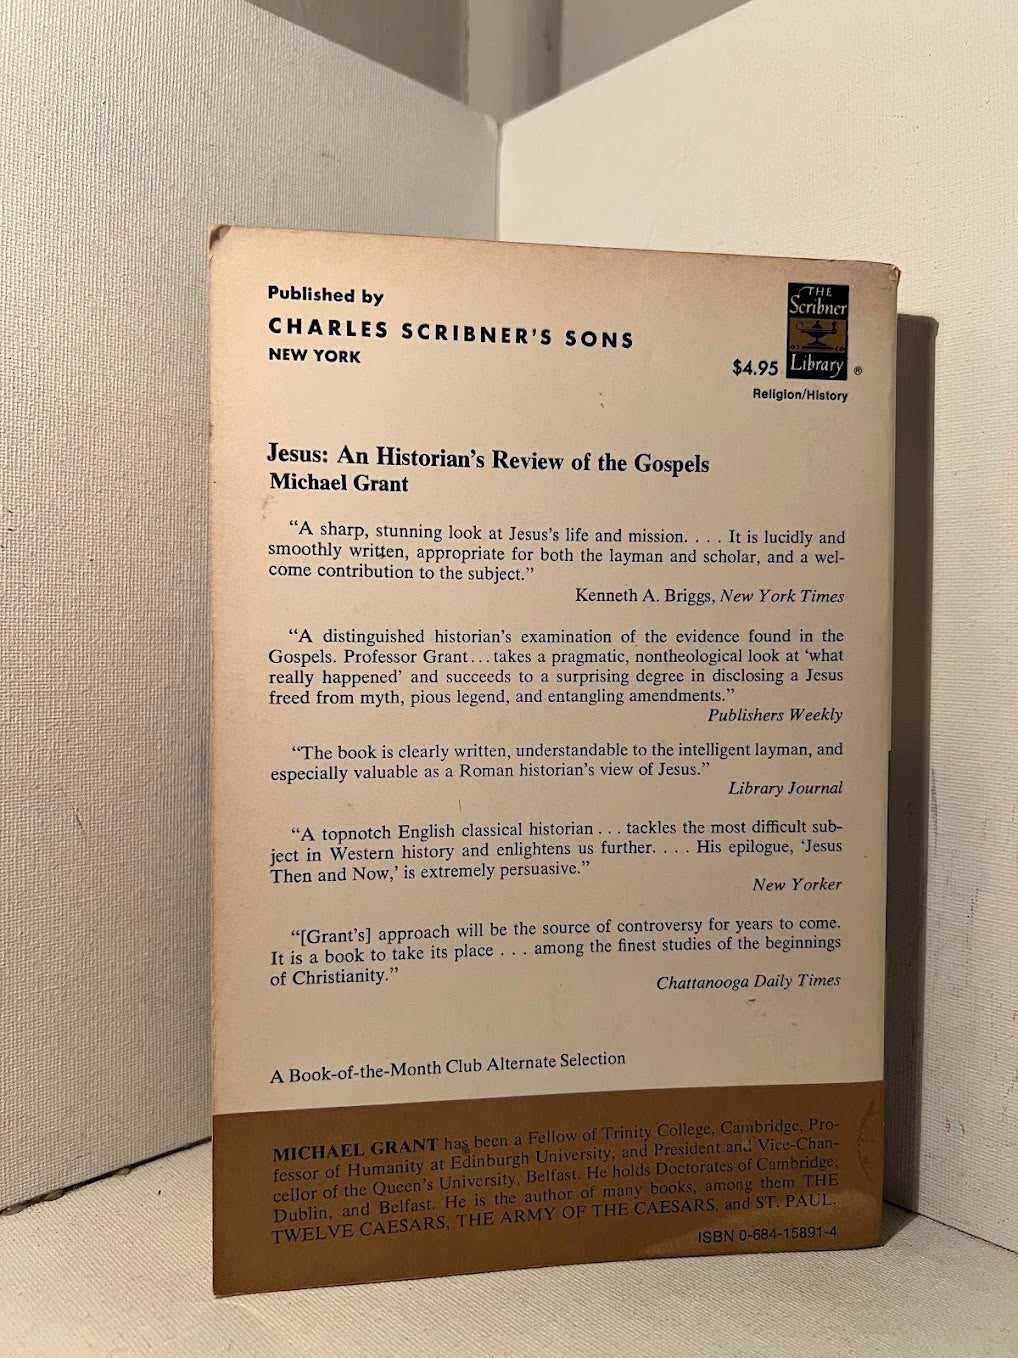 Published by
CHARLES SCRIBNER'S SONS
NEW YORK
THE
Scribner
Library
$4.95
®
Religion/History
Jesus: An Historian's Review of the Gospels
Michael Grant
“A sharp, stunning look at Jesus's life and mission. . . . It is lucidly and
smoothly written, appropriate for both the layman and scholar, and a wel-
come contribution to the subject.”
Kenneth A. Briggs, New York Times
“A distinguished historian's examination of the evidence found in the
Gospels. Professor Grant...takes a pragmatic, nontheological look at ‘what
really happened’ and succeeds to a surprising degree in disclosing a Jesus
freed from myth, pious legend, and entangling amendments.”
Publishers Weekly
“The book is clearly written, understandable to the intelligent layman, and
especially valuable as a Roman historian's view of Jesus.”
Library Journal
“A topnotch English classical historian . . . tackles the most difficult sub-
ject in Western history and enlightens us further. . . . His epilogue, ‘Jesus
Then and Now,’ is extremely persuasive.”
New Yorker
“[Grant's] approach will be the source of controversy for years to come.
It is a book to take its place . . . among the finest studies of the beginnings
of Christianity.”
Chattanooga Daily Times
A Book-of-the-Month Club Alternate Selection
MICHAEL GRANT has been a Fellow of Trinity College, Cambridge, Pro-
fessor of Humanity at Edinburgh University, and President and Vice-Chan-
cellor of the Queen's University, Belfast. He holds Doctorates of Cambridge,
Dublin, and Belfast. He is the author of many books, among them THE
TWELVE CAESARS, THE ARMY OF THE CAESARS, and ST. PAUL.
ISBN 0-684-15891-4